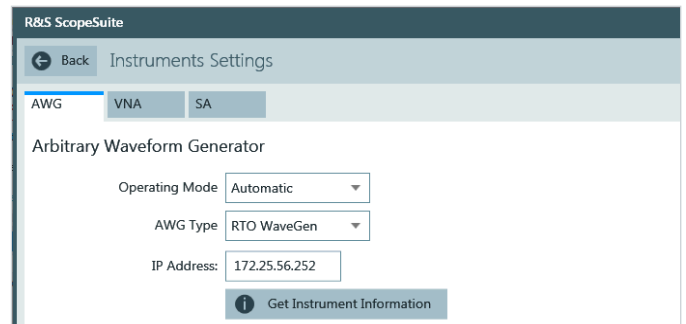 R&S ScopeSuite
Back Instruments Settings
AWG VNA SA
Arbitrary Waveform Generator
Operating Mode Automatic
AWG Type RTO WaveGen
IP Address: 172.25.56.252
Get Instrument Information